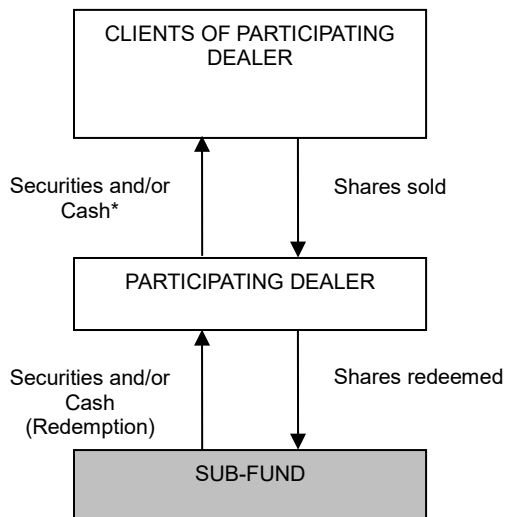 CLIENTS OF PARTICIPATING
DEALER
Securities and/or
Cash*
Shares sold
PARTICIPATING DEALER
Securities and/or
Cash
(Redemption)
Shares redeemed
SUB-FUND